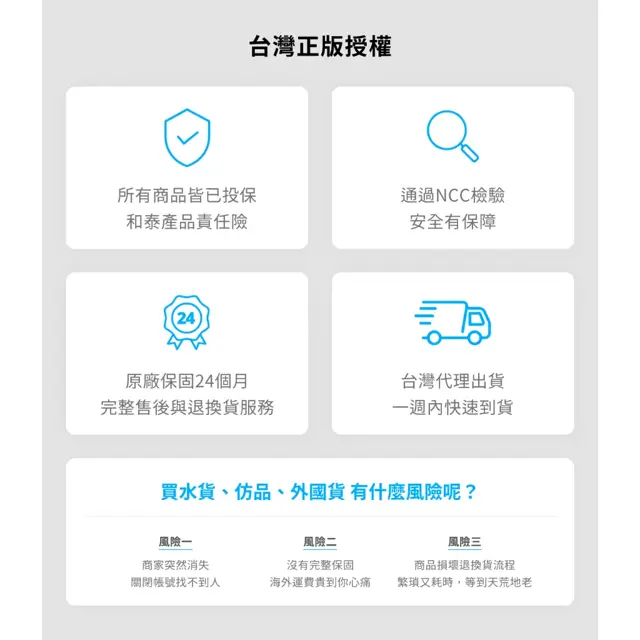 台灣正版授權
所有商品皆已投保
和泰產品責任險
通過NCC檢驗
安全有保障
24
原廠保固24個月
完整售後與退換貨服務
台灣代理出貨
一週內快速到貨
買水貨、仿品、外國貨 有什麼風險呢？
風險一
商家突然消失
關閉帳號找不到人
風險二
沒有完整保固
海外運費貴到你心痛
風險三
商品損壞退換貨流程
繁瑣又耗時，等到天荒地老